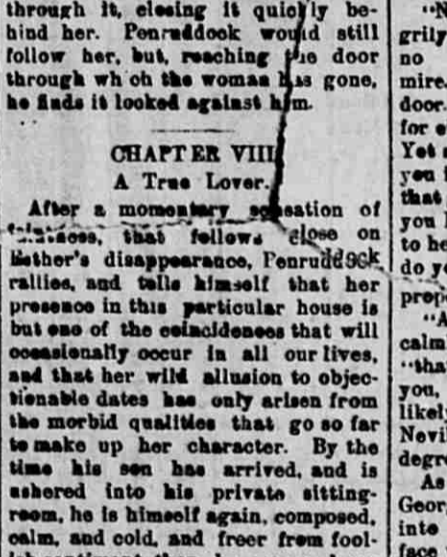 through it, closing it quickly be-
hind her. Penruddock would still
follow her, but, reaching the door
through wh ch the woman has gone,
he finds it locked against him.
CHAPTER VIII
A True Lover.
After a momentary sensation of
that follows close on
Hesther's disappearance, Penruddock
rallies, and tells himself that her
presence in this particular house is
but one of the coincidences that will
occasionally occur in all our lives,
and that her wild allusion to objec-
tionable dates has only arisen from
the morbid qualities that go so far
to make up her character. By the
time his son has arrived, and is
ushered into his private sitting-
room, he is himself again, composed,
calm, and cold, and freer from fool-
"N
grily
no
mire.
door.
for e
Yet
you
that
you
to he
do yo
prop
"A
calm
"tha
you,
likely
Nevi
degre
As
Georg
into
face